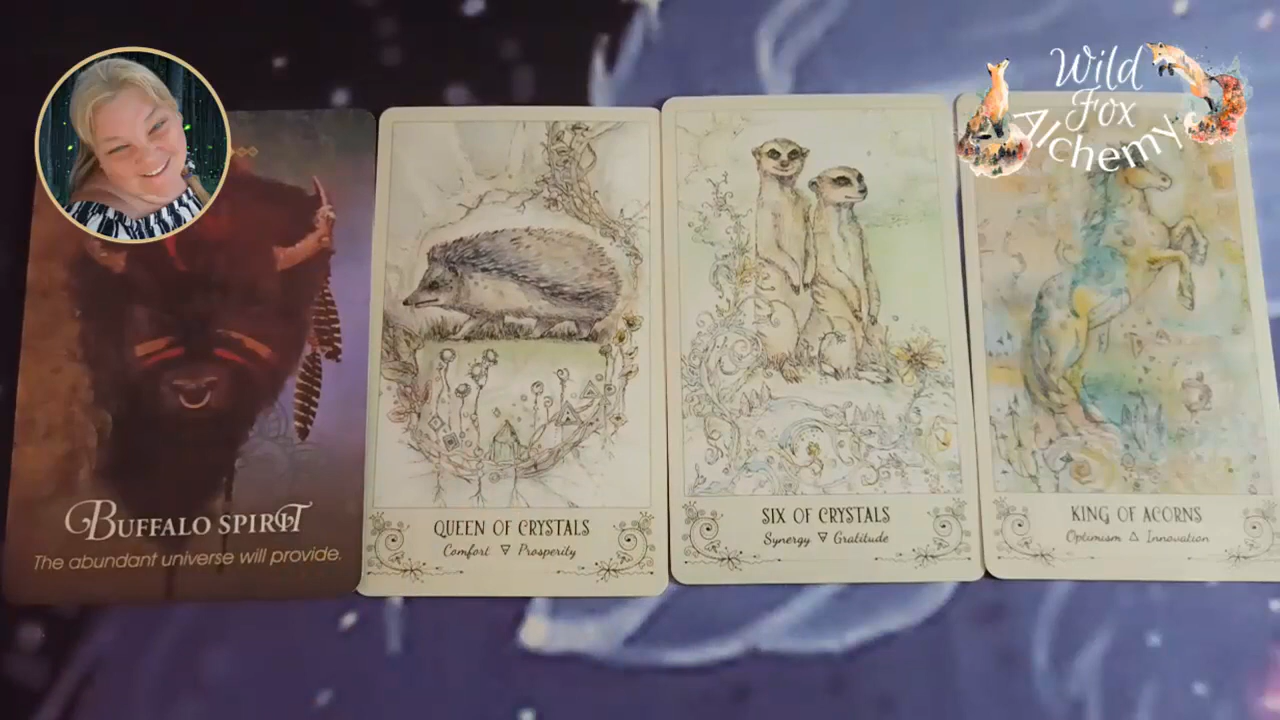 Wild
Fox
Alchemy
BUFFALO SPIRIT
The abundant universe will provide.
QUEEN OF CRYSTALS
Comfort ▽ Prosperity
SIX OF CRYSTALS
Synergy ▽ Gratitude
KING OF ACORNS
Optimism △ Innovation